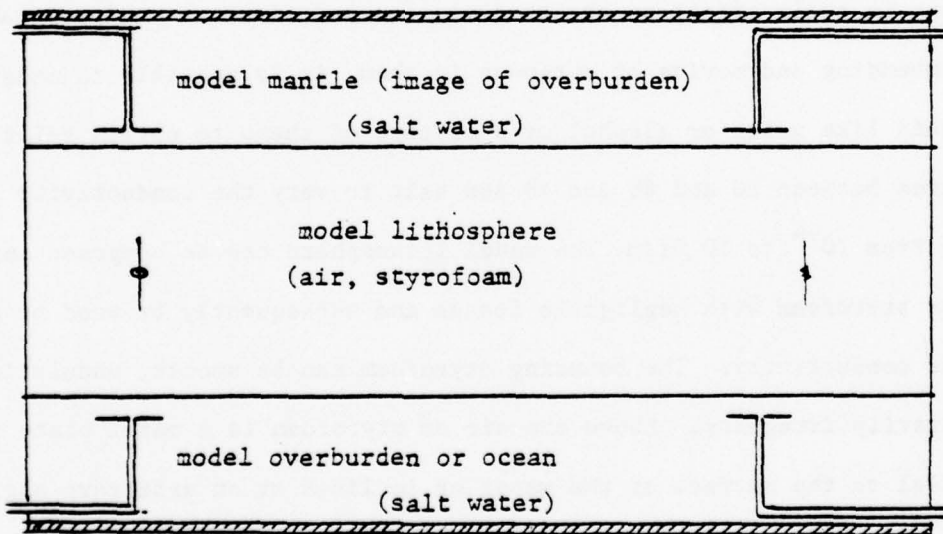 model mantle (image of overburden)
(salt water)
model lithosphere
(air, styrofoam)
model overburden or ocean
(salt water)